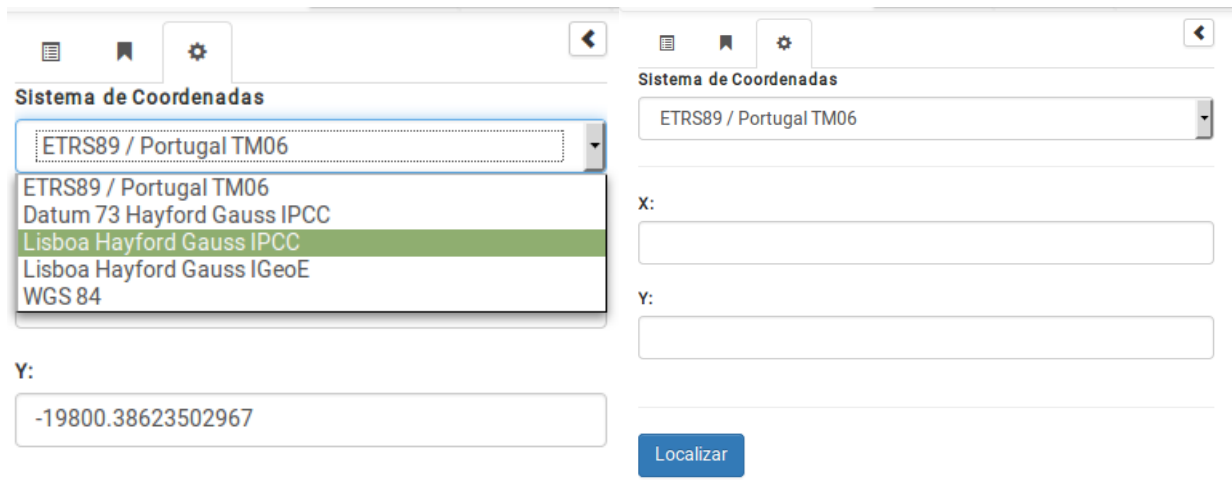 Sistema de Coordenadas
ETRS89 / Portugal TM06
ETRS89 / Portugal TM06
Datum 73 Hayford Gauss IPCC
Lisboa Hayford Gauss IPCC
Lisboa Hayford Gauss IGeoE
WGS 84
Y:
-19800.38623502967
Sistema de Coordenadas
ETRS89 / Portugal TM06
X:
Y:
Localizar